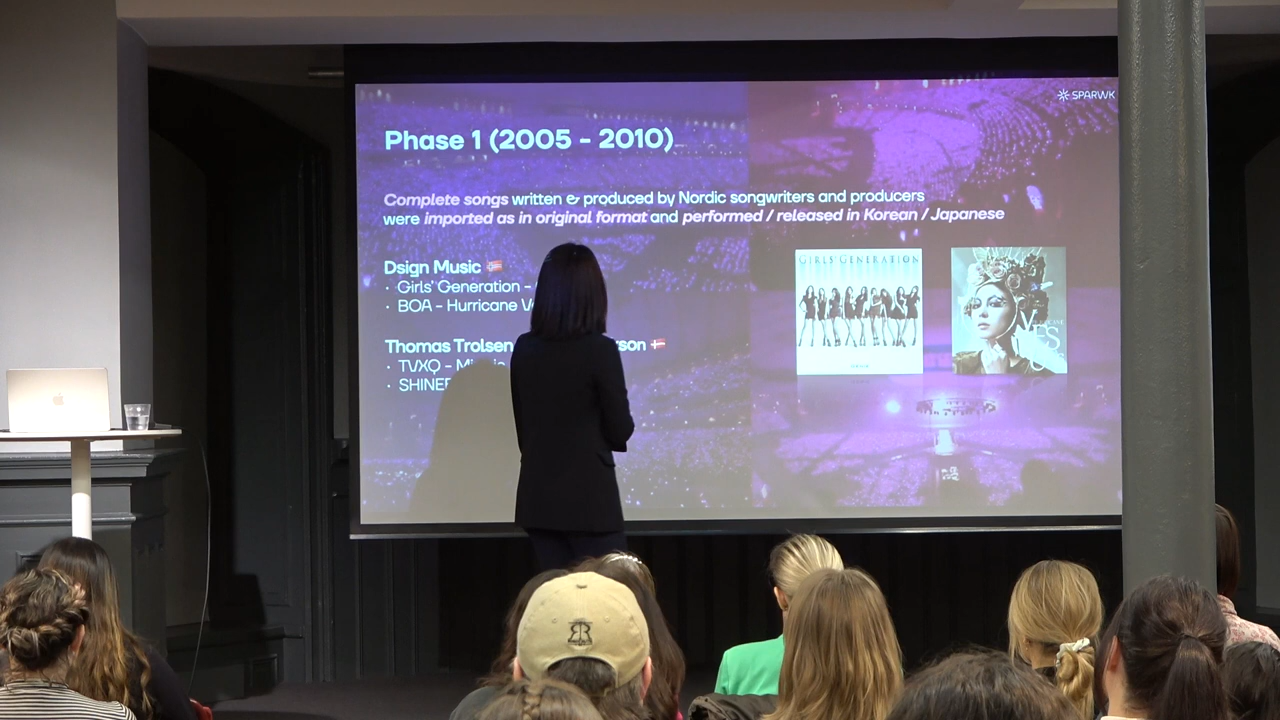 SPARWK
Phase 1 (2005 - 2010)
Complete songs written & produced by Nordic songwriters and producers
were imported as in original format and performed / released in Korean / Japanese
Dsign Music
· Girls' Generation -
· BOA - Hurricane
Thomas Trolsen
· TVXQ -
· SHINEE
GIRLS' GENERATION